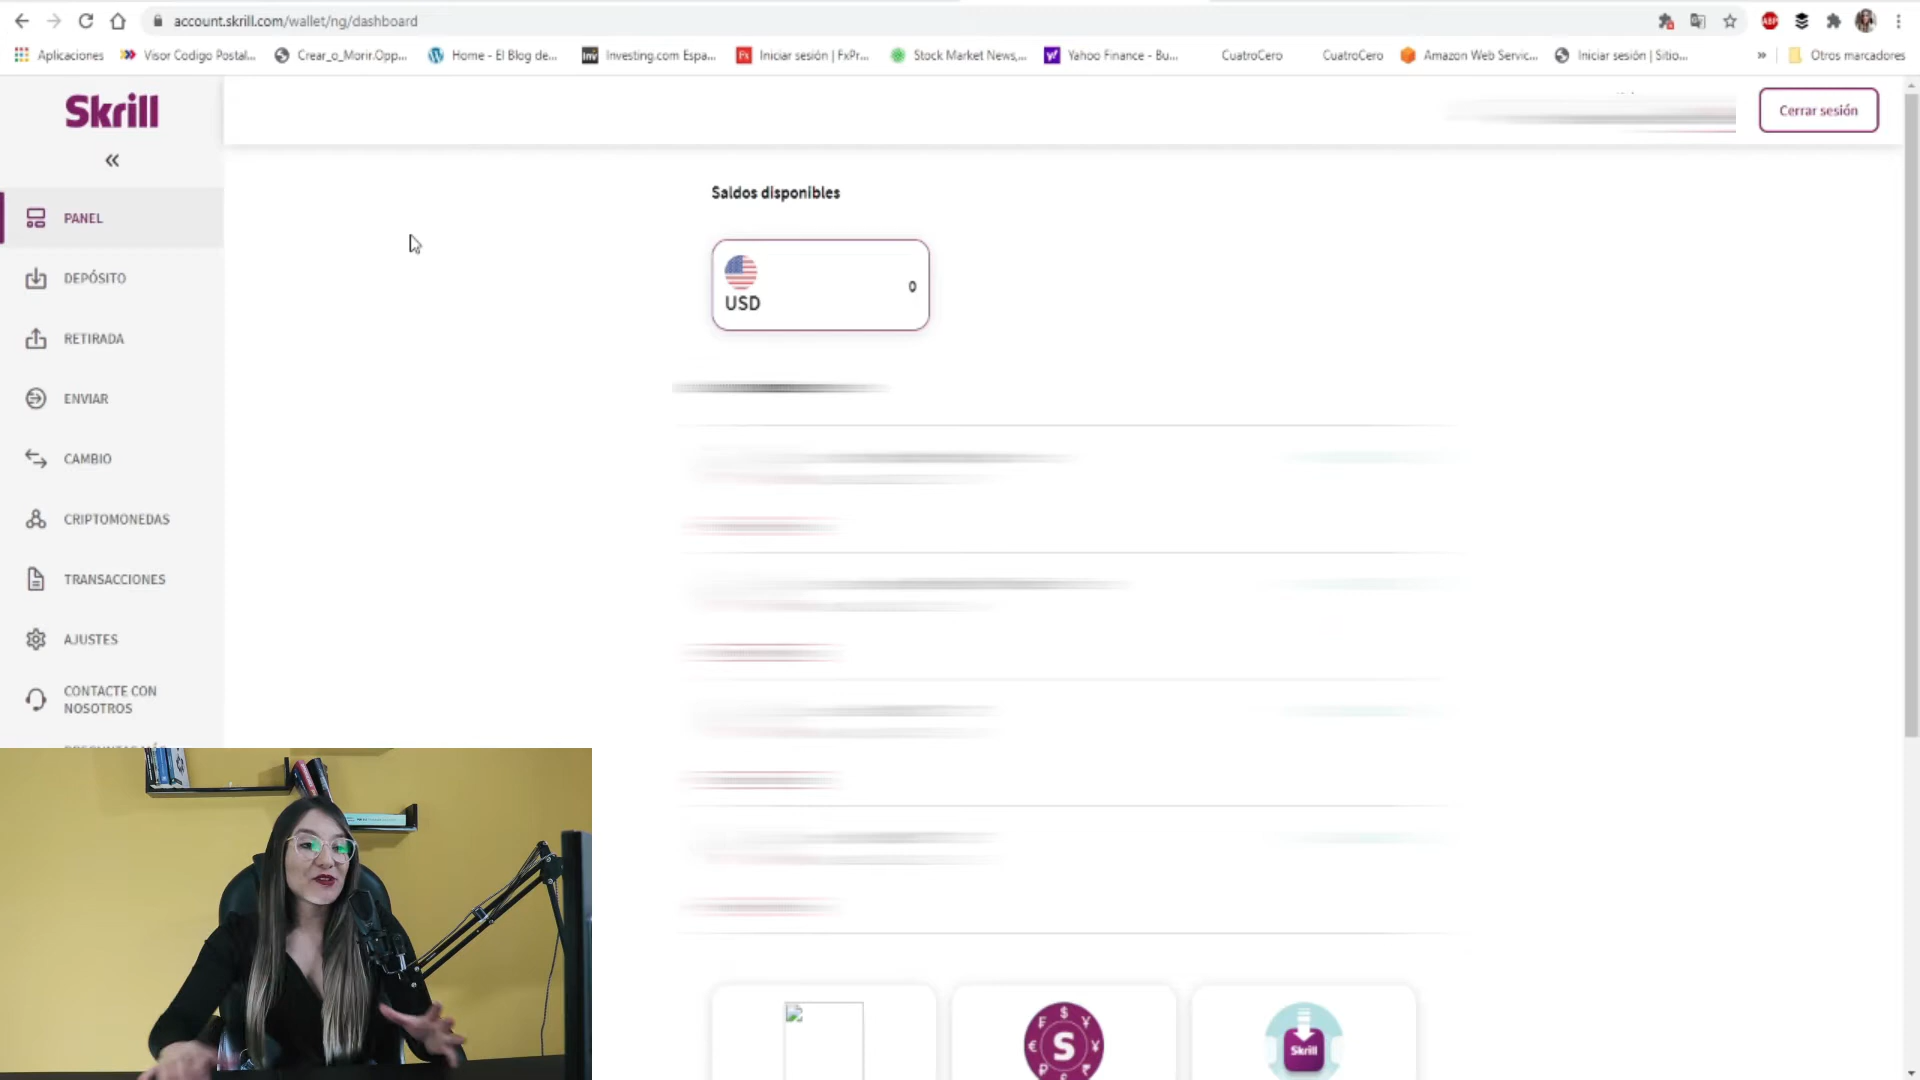 account.skrill.com/wallet/ng/dashboard
ABP
Aplicaciones
Visor Codigo Postal...
Crear_o_Morir.Opp...
Home - El Blog de...
Inv
Investing.com Espa...
Fx
Iniciar sesión | FxPr...
Stock Market News,...
Yahoo Finance - Bu...
CuatroCero
CuatroCero
Amazon Web Servic...
Iniciar sesión | Sitio...
»
Otros marcadores
Skrill
Cerrar sesión
«
Saldos disponibles
PANEL
DEPÓSITO
USD
0
RETIRADA
ENVIAR
CAMBIO
CRIPTOMONEDAS
TRANSACCIONES
AJUSTES
CONTACTE CON
NOSOTROS
S
Skrill